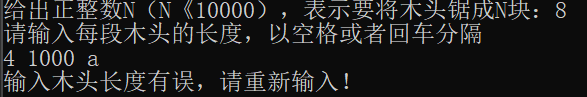 给出正整数N（N《10000），表示要将木头锯成N块：8
请输入每段木头的长度，以空格或者回车分隔
4 1000 a
输入木头长度有误，请重新输入！